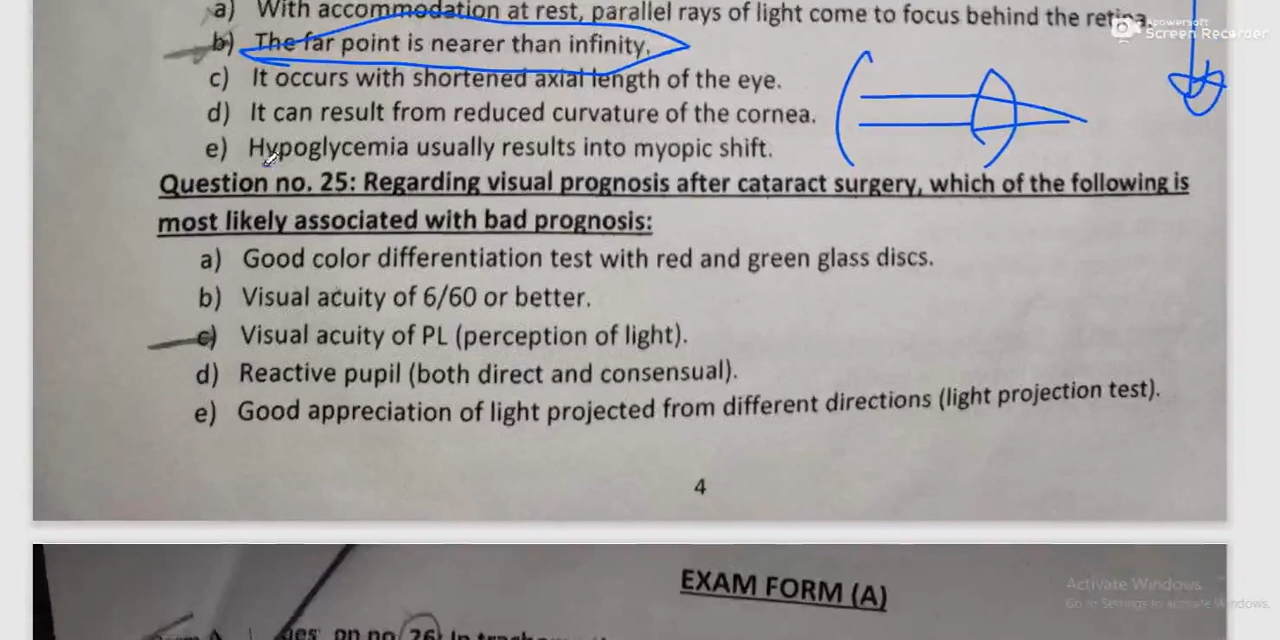 a) With accommodation at rest, parallel rays of light come to focus behind the retina.
Apowersoft
Screen Recorder
b) The far point is nearer than infinity.
c) It occurs with shortened axial length of the eye.
d) It can result from reduced curvature of the cornea.
e) Hypoglycemia usually results into myopic shift.
Question no. 25: Regarding visual prognosis after cataract surgery, which of the following is
most likely associated with bad prognosis:
a) Good color differentiation test with red and green glass discs.
b) Visual acuity of 6/60 or better.
c) Visual acuity of PL (perception of light).
d) Reactive pupil (both direct and consensual).
e) Good appreciation of light projected from different directions (light projection test).
4
EXAM FORM (A)
Activate Windows
Go to Settings to activate Windows.
on no 26: In